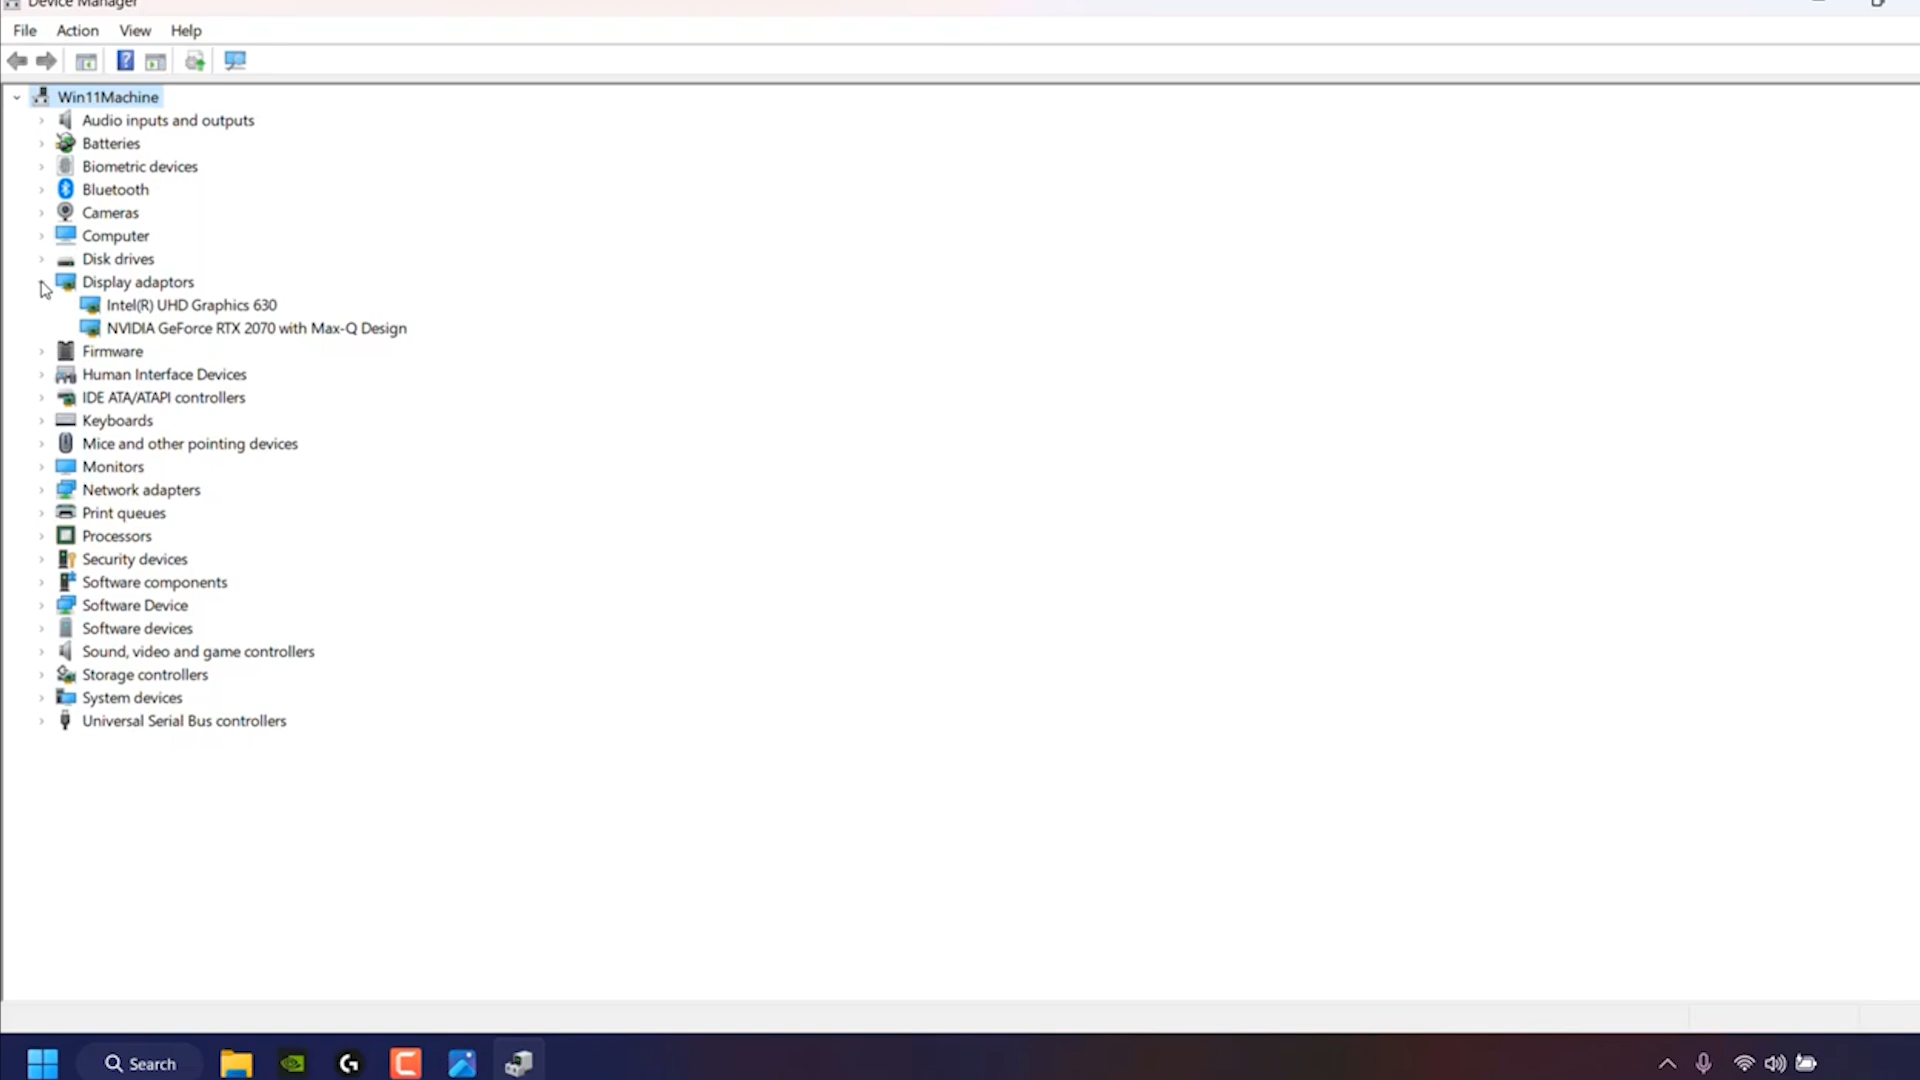 Device Manager
File Action View Help
Win11Machine
Audio inputs and outputs
Batteries
Biometric devices
Bluetooth
Cameras
Computer
Disk drives
Display adaptors
Intel(R) UHD Graphics 630
NVIDIA GeForce RTX 2070 with Max-Q Design
Firmware
Human Interface Devices
IDE ATA/ATAPI controllers
Keyboards
Mice and other pointing devices
Monitors
Network adapters
Print queues
Processors
Security devices
Software components
Software Device
Software devices
Sound, video and game controllers
Storage controllers
System devices
Universal Serial Bus controllers
Search